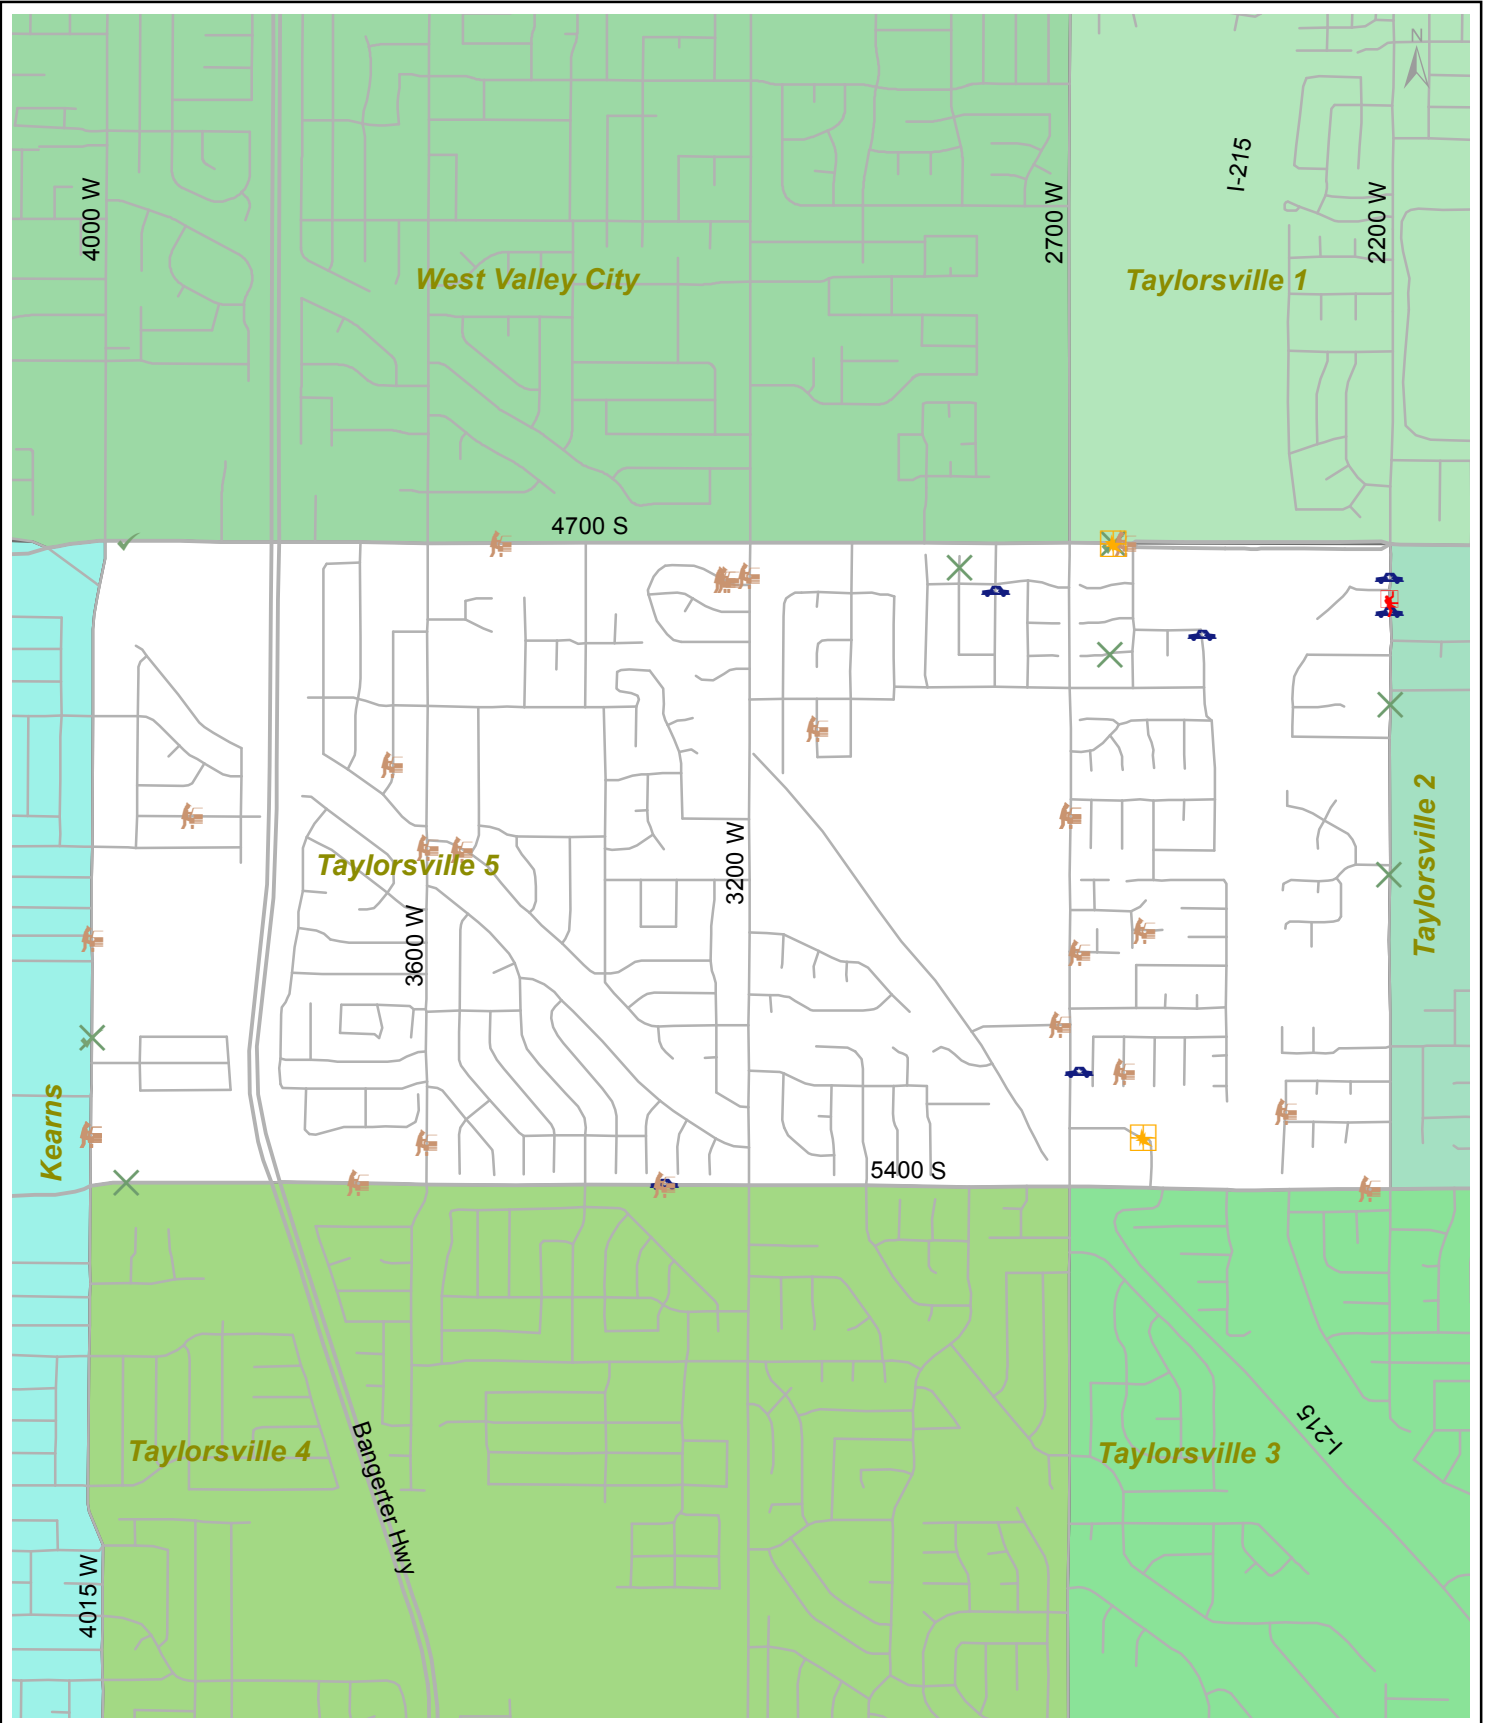 N
I-215
4000 W
2700 W
2200 W
West Valley City
Taylorsville 1
4700 S
Taylorsville 2
3200 W
Taylorsville 5
3600 W
Kearns
5400 S
Taylorsville 4
Bangerter Hwy
Taylorsville 3
I-215
4015 W